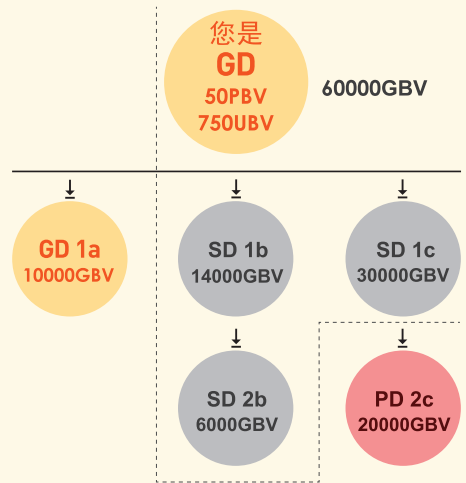 您是
GD
50PBV
750UBV
60000GBV
GD 1a
10000GBV
SD 1b
14000GBV
SD 1c
30000GBV
SD 2b
6000GBV
PD 2c
20000GBV